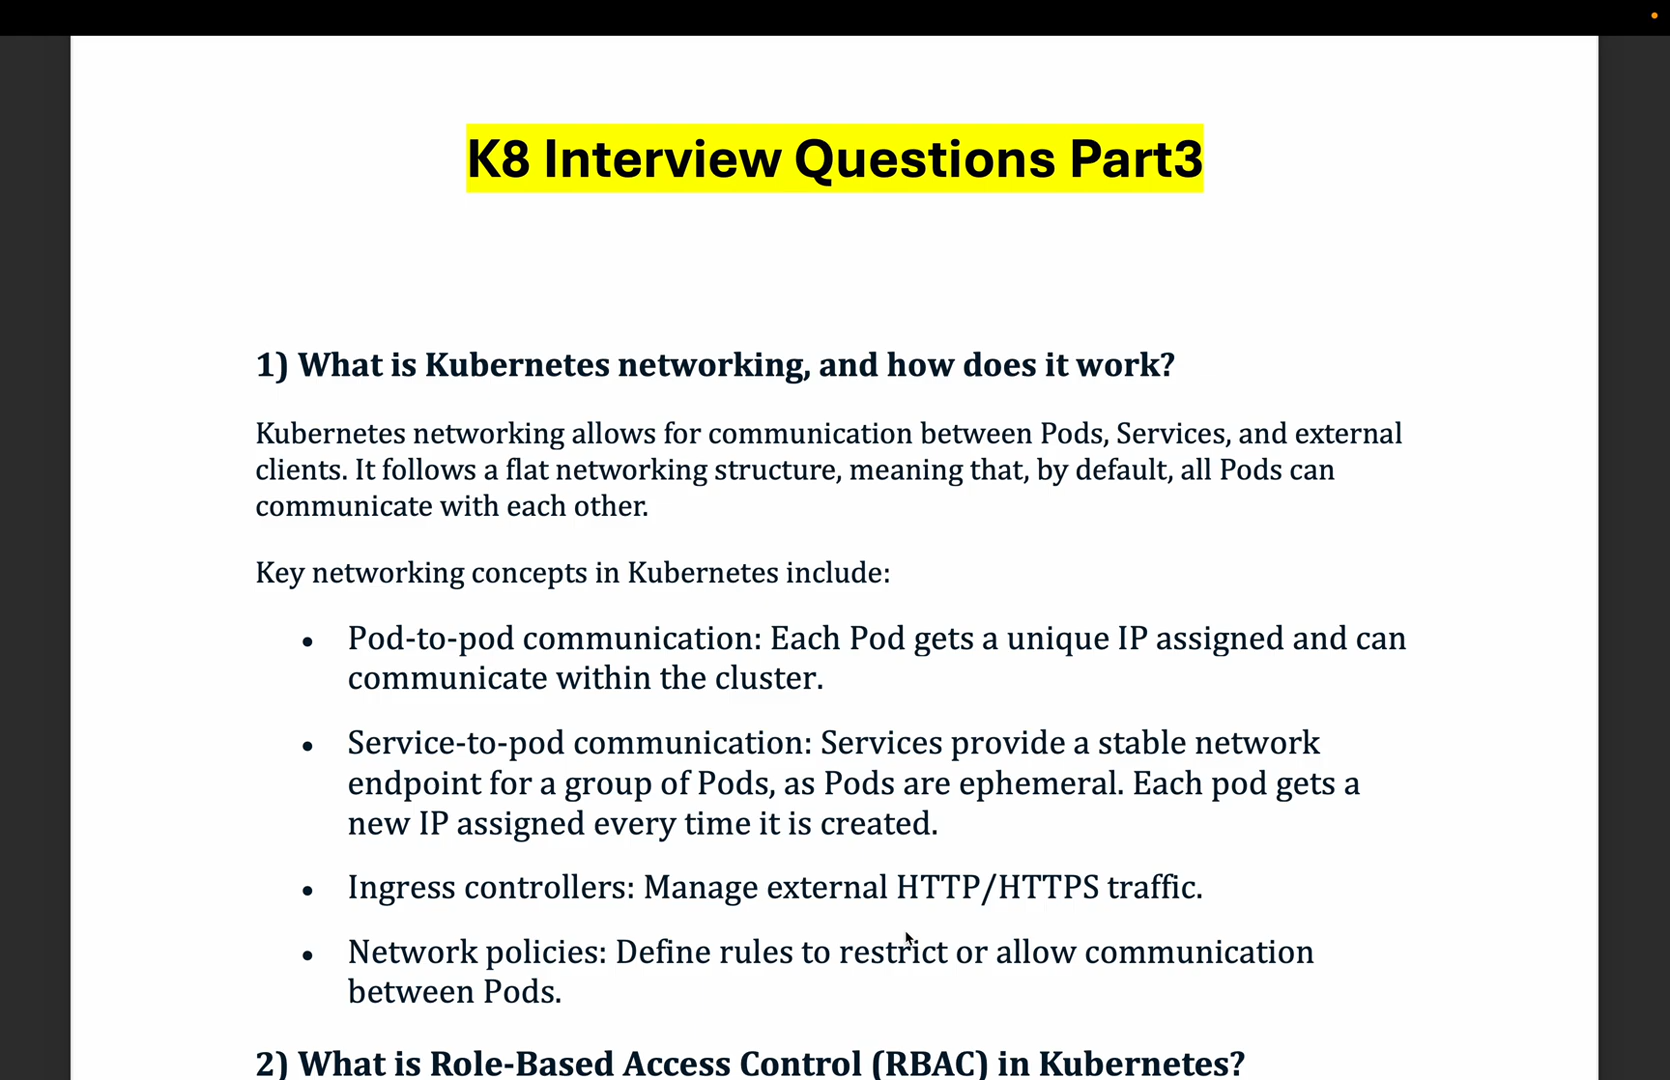 K8 Interview Questions Part3
1) What is Kubernetes networking, and how does it work?
Kubernetes networking allows for communication between Pods, Services, and external
clients. It follows a flat networking structure, meaning that, by default, all Pods can
communicate with each other.
Key networking concepts in Kubernetes include:
• Pod-to-pod communication: Each Pod gets a unique IP assigned and can
communicate within the cluster.
• Service-to-pod communication: Services provide a stable network
endpoint for a group of Pods, as Pods are ephemeral. Each pod gets a
new IP assigned every time it is created.
• Ingress controllers: Manage external HTTP/HTTPS traffic.
• Network policies: Define rules to restrict or allow communication
between Pods.
2) What is Role-Based Access Control (RBAC) in Kubernetes?